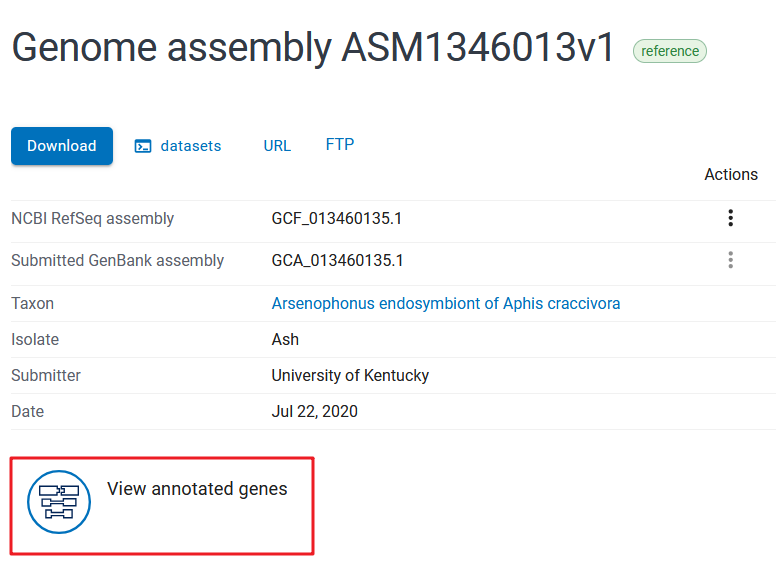 Genome assembly ASM1346013v1 reference
Download datasets URL FTP
Actions
NCBI RefSeq assembly GCF_013460135.1
Submitted GenBank assembly GCA_013460135.1
Taxon Arsenophonus endosymbiont of Aphis craccivora
Isolate Ash
Submitter University of Kentucky
Date Jul 22, 2020
View annotated genes